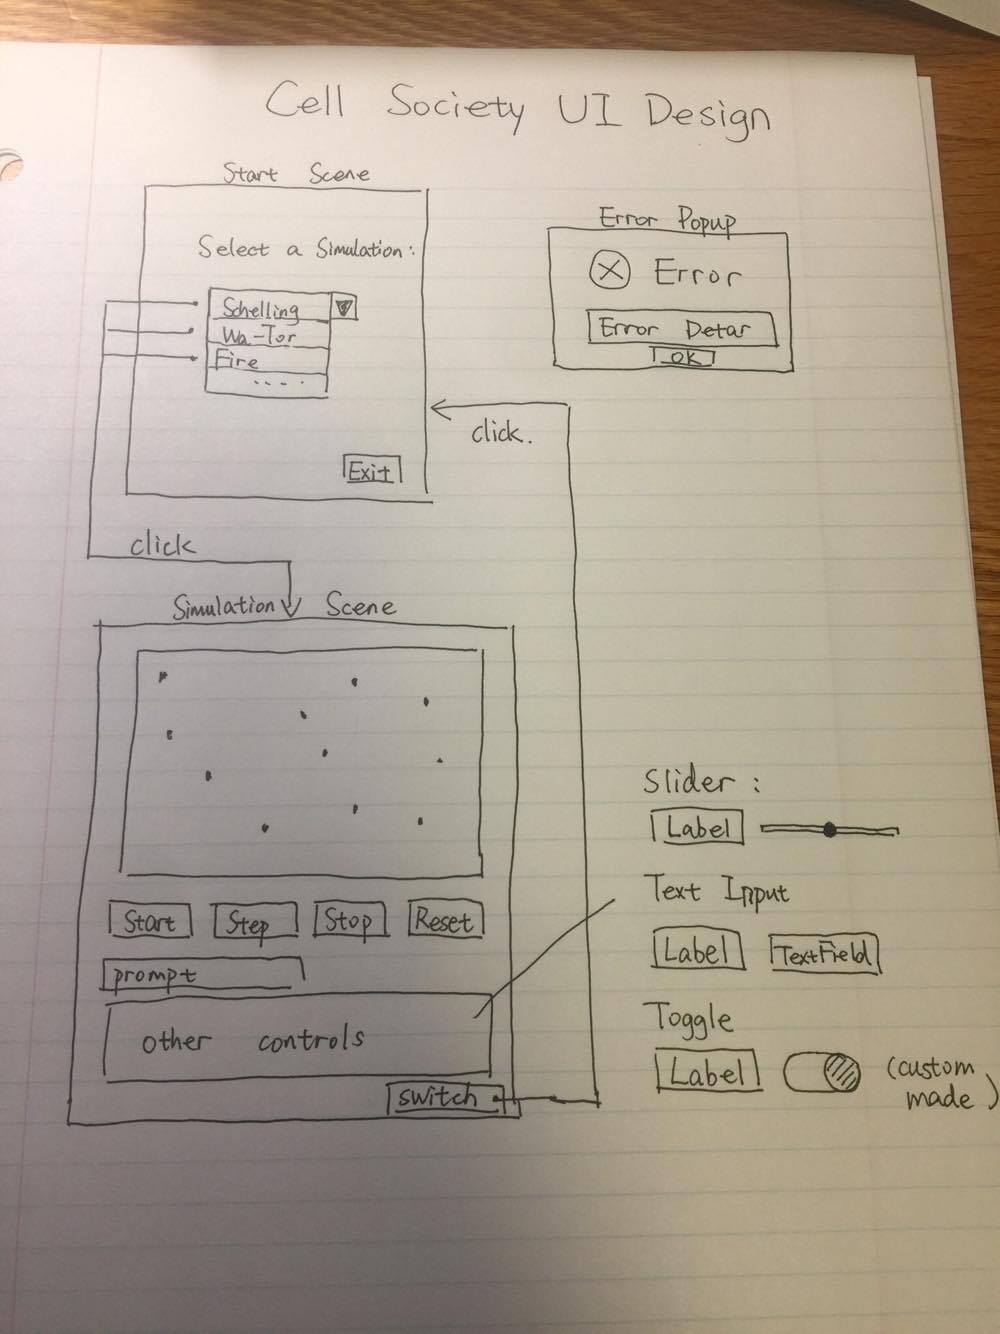 Cell Society UI Design
Start Scene
Select a Simulation:
Schelling
Wa-Tor
Fire
.....
Exit
click
Error Popup
Error
Error Detar
OK
click.
Simulation Scene
Start Step Stop Reset
prompt
other controls
switch
Slider :
Label
Text Input
Label TextField
Toggle
Label (custom
made)